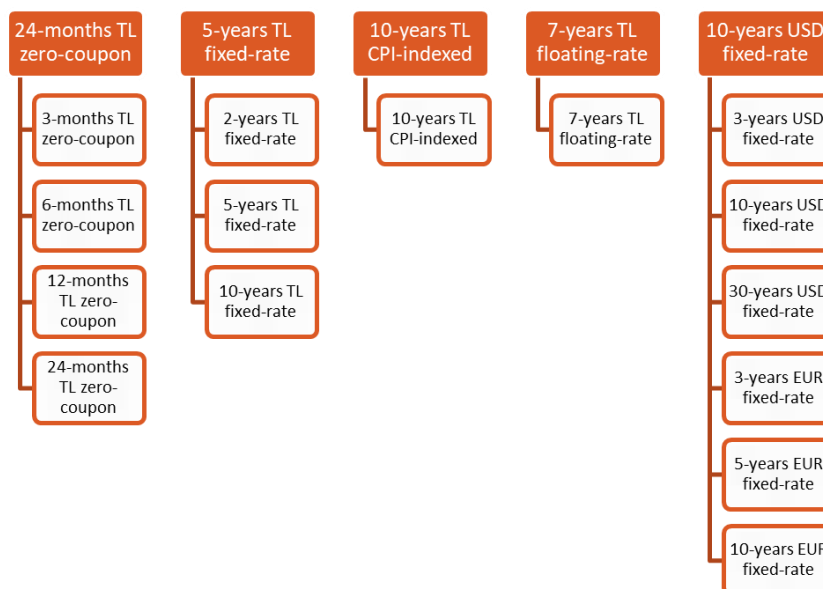 24-months TL
zero-coupon
3-months TL
zero-coupon
6-months TL
zero-coupon
12-months
TL zero-
coupon
24-months
TL zero-
coupon
5-years TL
fixed-rate
2-years TL
fixed-rate
5-years TL
fixed-rate
10-years TL
fixed-rate
10-years TL
CPI-indexed
10-years TL
CPI-indexed
7-years TL
floating-rate
7-years TL
floating-rate
10-years USD
fixed-rate
3-years USD
fixed-rate
10-years USD
fixed-rate
30-years USD
fixed-rate
3-years EUR
fixed-rate
5-years EUR
fixed-rate
10-years EUR
fixed-rate